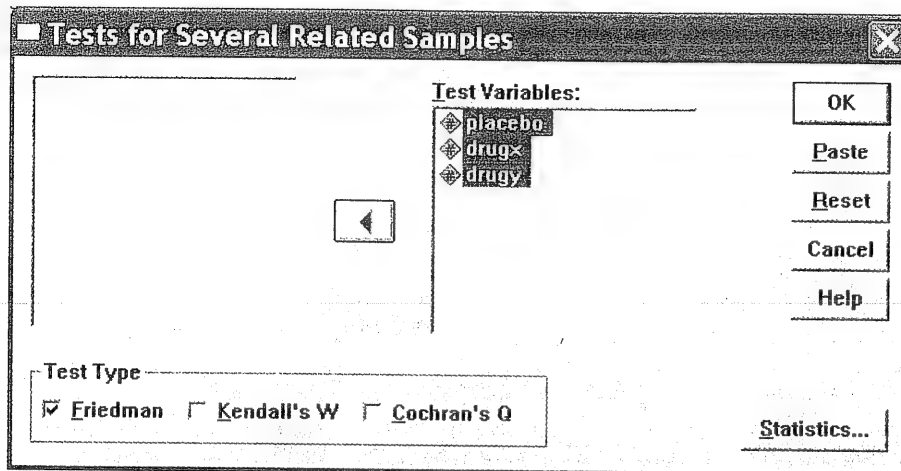 Tests for Several Related Samples
Test Variables:
placebo
drugx
drugy
OK
Paste
Reset
Cancel
Help
Test Type
Friedman
Kendall's W
Cochran's Q
Statistics...